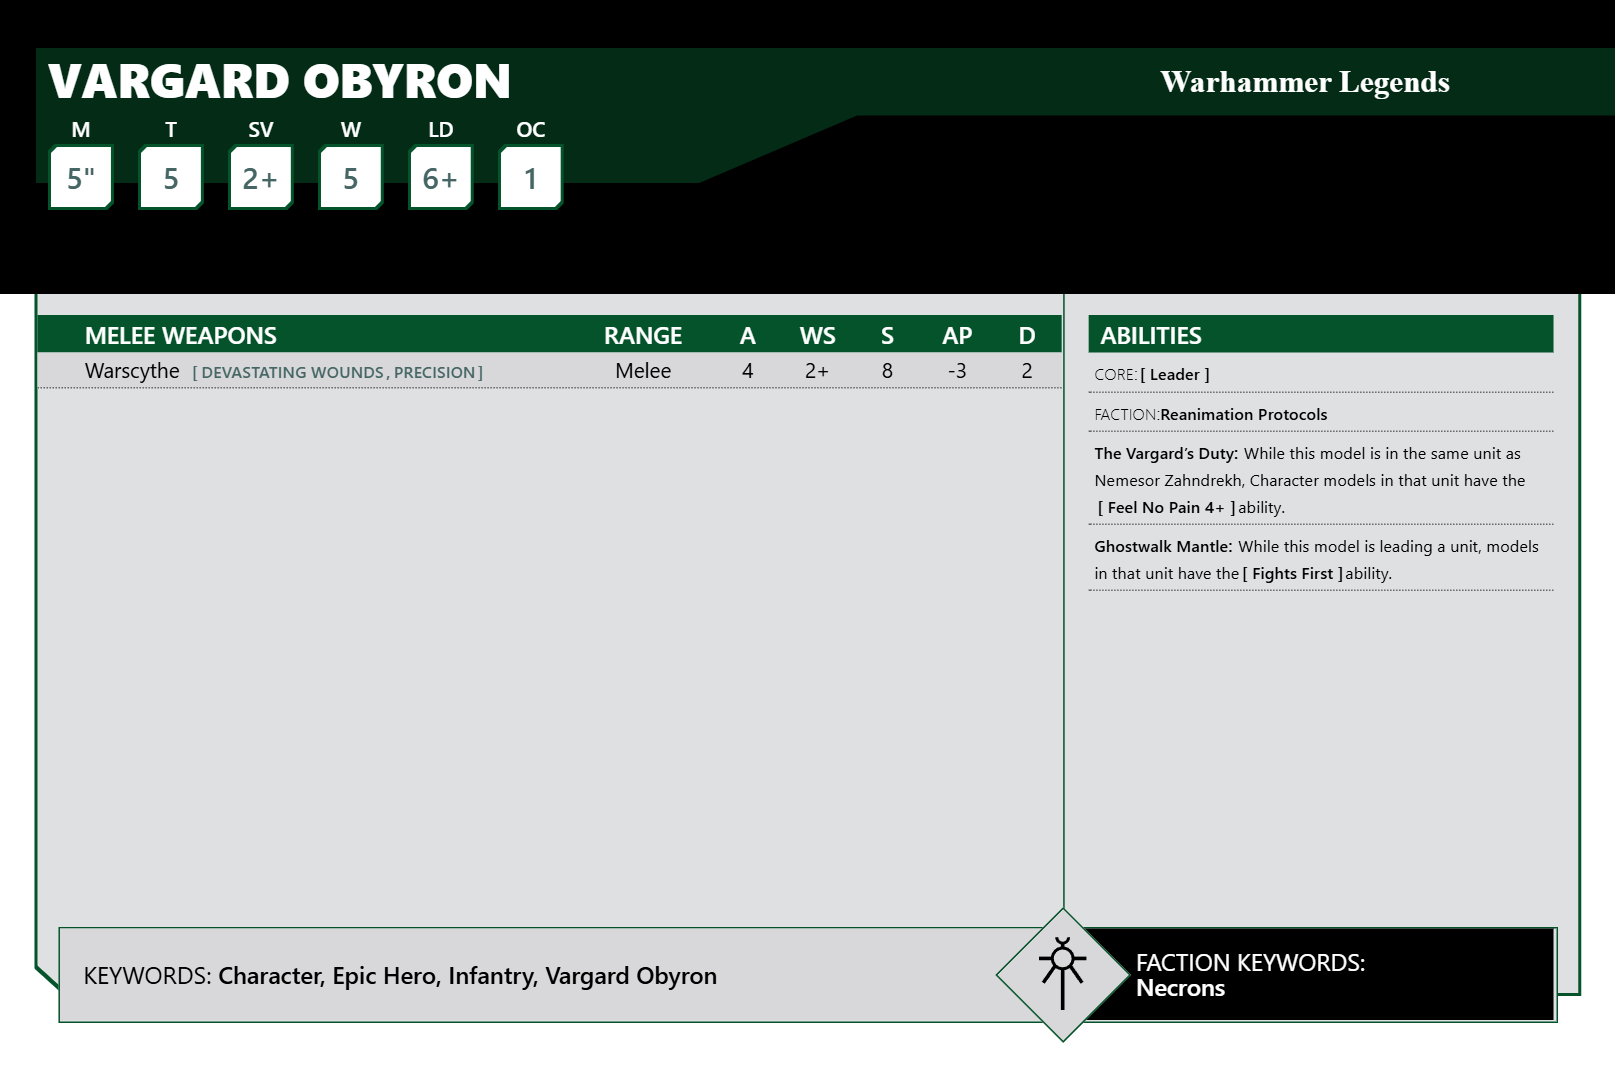 VARGARD OBYRON
Warhammer Legends
M T SV W LD OC
5" 5 2+ 5 6+ 1
MELEE WEAPONS RANGE A WS S AP D
Warscythe [ DEVASTATING WOUNDS , PRECISION ] Melee 4 2+ 8 -3 2
ABILITIES
CORE: [ Leader ]
FACTION: Reanimation Protocols
The Vargard’s Duty: While this model is in the same unit as
Nemesor Zahndrekh, Character models in that unit have the
[ Feel No Pain 4+ ] ability.
Ghostwalk Mantle: While this model is leading a unit, models
in that unit have the [ Fights First ] ability.
KEYWORDS: Character, Epic Hero, Infantry, Vargard Obyron
FACTION KEYWORDS:
Necrons